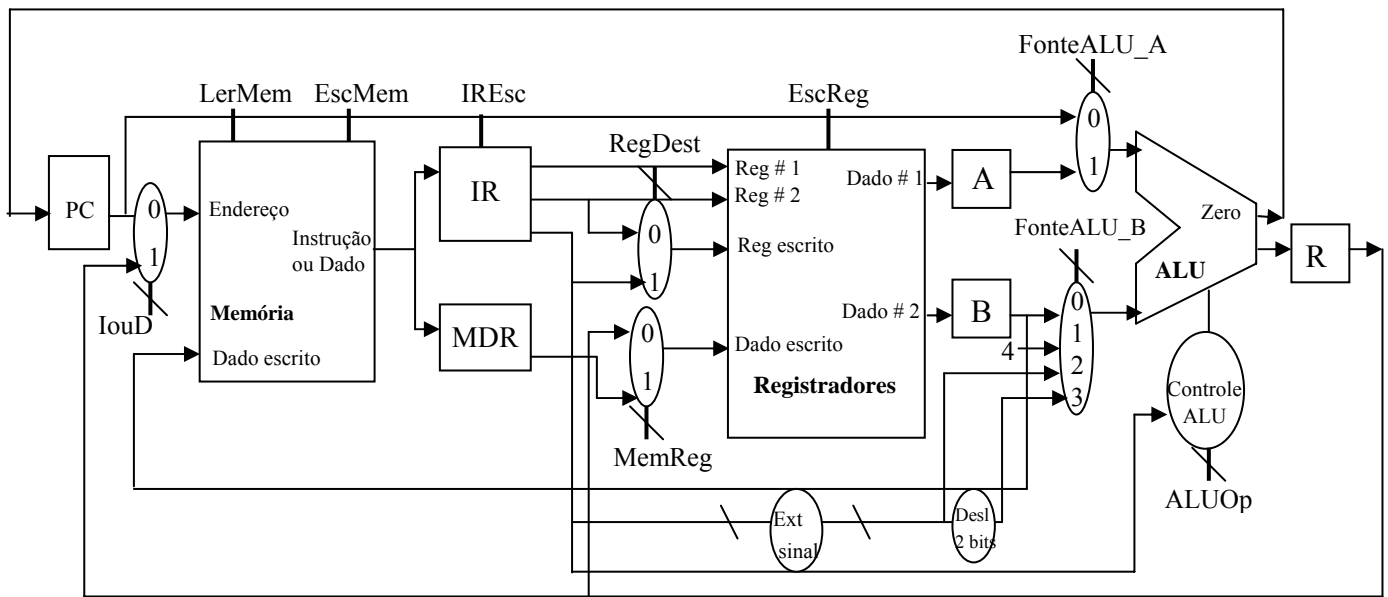 FonteALU_A
LerMem EscMem IREsc EscReg
0
1
RegDest
Reg # 1
Reg # 2
Dado # 1
A
IR
PC
0
1
Endereço
Instrução
ou Dado
0
1
Reg escrito
Zero
FonteALU_B
ALU
R
IouD
Memória
Dado escrito
MDR
0
1
Dado escrito
Dado # 2
B
0
1
2
3
4
Registradores
Controle
ALU
MemReg
ALUOp
Ext
sinal
Desl
2 bits